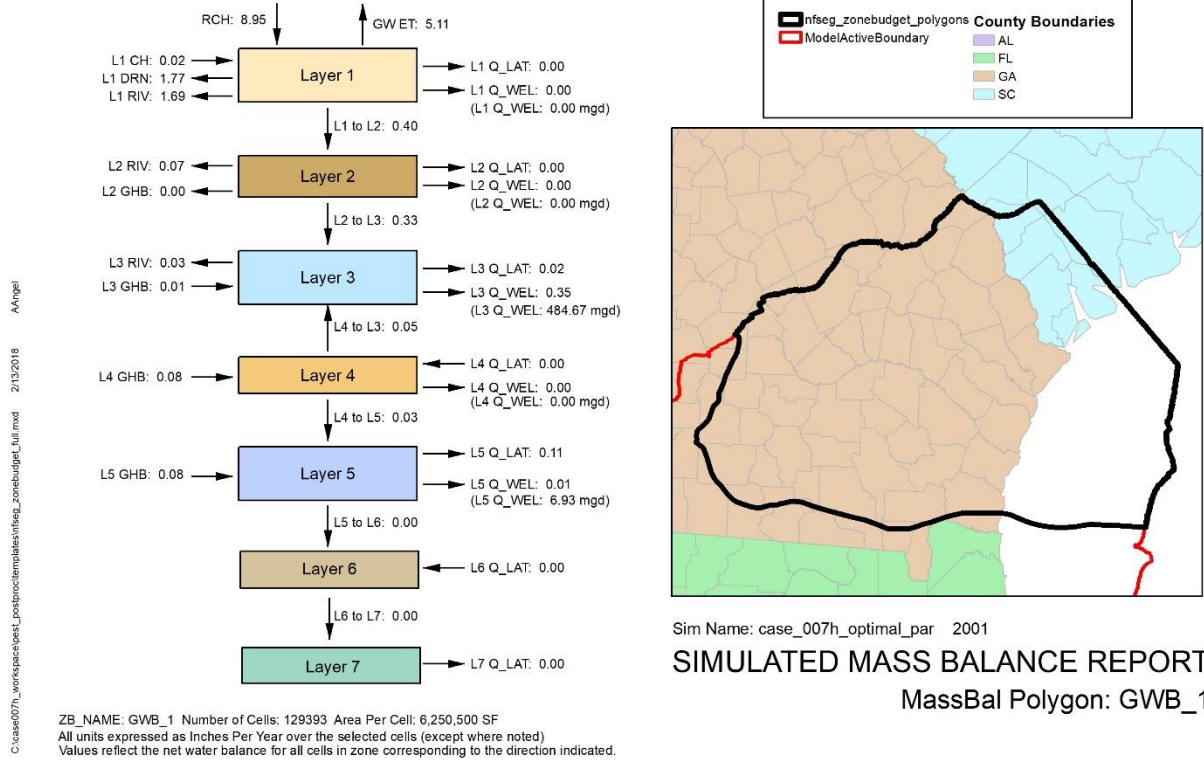 RCH: 8.95
GW ET: 5.11
L1 CH: 0.02
L1 DRN: 1.77
L1 RIV: 1.69
Layer 1
L1 Q_LAT: 0.00
L1 Q_WEL: 0.00
(L1 Q_WEL: 0.00 mgd)
L1 to L2: 0.40
L2 RIV: 0.07
L2 GHB: 0.00
Layer 2
L2 Q_LAT: 0.00
L2 Q_WEL: 0.00
(L2 Q_WEL: 0.00 mgd)
L2 to L3: 0.33
L3 RIV: 0.03
L3 GHB: 0.01
Layer 3
L3 Q_LAT: 0.02
L3 Q_WEL: 0.35
(L3 Q_WEL: 484.67 mgd)
L4 to L3: 0.05
L4 GHB: 0.08
Layer 4
L4 Q_LAT: 0.00
L4 Q_WEL: 0.00
(L4 Q_WEL: 0.00 mgd)
L4 to L5: 0.03
L5 GHB: 0.08
Layer 5
L5 Q_LAT: 0.11
L5 Q_WEL: 0.01
(L5 Q_WEL: 6.93 mgd)
L5 to L6: 0.00
Layer 6
L6 Q_LAT: 0.00
L6 to L7: 0.00
Layer 7
L7 Q_LAT: 0.00
ZB_NAME: GWB_1 Number of Cells: 129393 Area Per Cell: 6,250,500 SF
All units expressed as Inches Per Year over the selected cells (except where noted)
Values reflect the net water balance for all cells in zone corresponding to the direction indicated.
C:\case007h_workspace\pest_postproc\templates\nfseg_zonebudget_full.mxd 2/13/2018 AAngel
nfseg_zonebudget_polygons
ModelActiveBoundary
County Boundaries
AL
FL
GA
SC
Sim Name: case_007h_optimal_par 2001
SIMULATED MASS BALANCE REPORT
MassBal Polygon: GWB_1